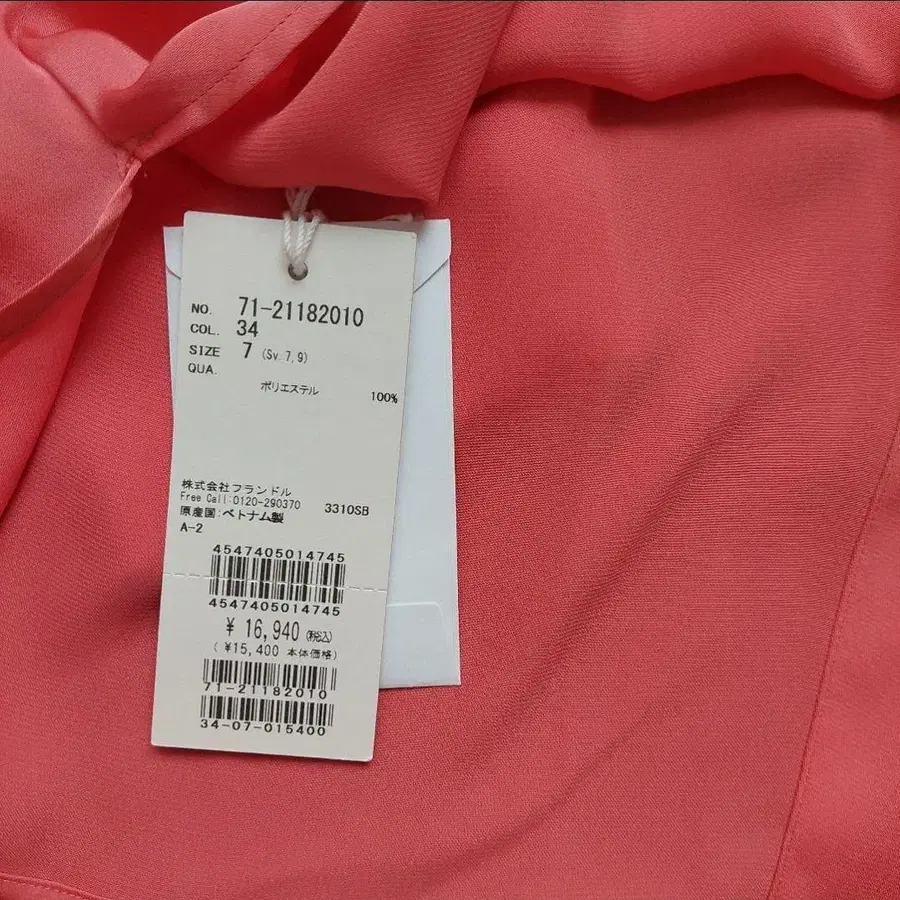 NO. 71-21182010
COL. 34
SIZE 7 (Sv.7,9)
QUA.
ポリエステル 100%
株式会社フランドル
Free Call:0120-290370 3310SB
原産国:ベトナム製
A-2
4547405014745
4547405014745
¥ 16,940 (税込)
( ¥15,400 本体価格)
71-21182010
34-07-015400